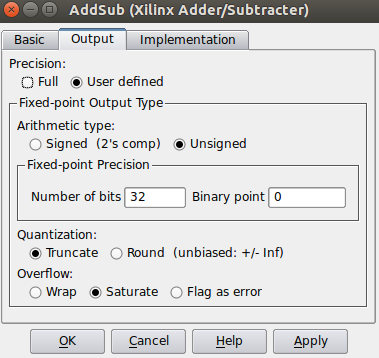 AddSub (Xilinx Adder/Subtracter)
Basic Output Implementation
Precision:
Full User defined
Fixed-point Output Type
Arithmetic type:
Signed (2's comp) Unsigned
Fixed-point Precision
Number of bits 32 Binary point 0
Quantization:
Truncate Round (unbiased: +/- Inf)
Overflow:
Wrap Saturate Flag as error
OK Cancel Help Apply